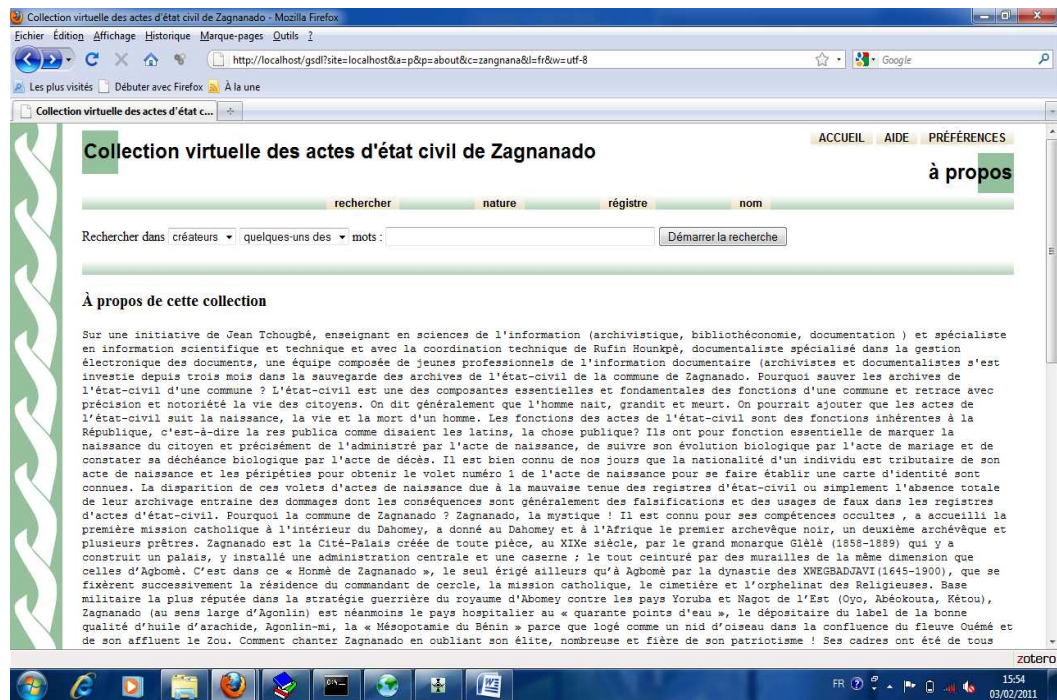 Collection virtuelle des actes d'état civil de Zagnanado - Mozilla Firefox
Fichier Édition Affichage Historique Marque-pages Outils ?
http://localhost/gsdl?site=localhost&a=p&p=about&c=zangnana&l=fr&w=utf-8
Google
Les plus visités Débuter avec Firefox À la une
Collection virtuelle des actes d'état c...
ACCUEIL AIDE PRÉFÉRENCES
Collection virtuelle des actes d'état civil de Zagnanado
à propos
rechercher nature régistre nom
Rechercher dans créateurs quelques-uns des mots : Démarrer la recherche
À propos de cette collection
Sur une initiative de Jean Tchougbé, enseignant en sciences de l'information (archivistique, bibliothéconomie, documentation ) et spécialiste
en information scientifique et technique et avec la coordination technique de Rufin Hounkpè, documentaliste spécialisé dans la gestion
électronique des documents, une équipe composée de jeunes professionnels de l'information documentaire (archivistes et documentalistes s'est
investie depuis trois mois dans la sauvegarde des archives de l'état-civil de la commune de Zagnanado. Pourquoi sauver les archives de
l'état-civil d'une commune ? L'état-civil est une des composantes essentielles et fondamentales des fonctions d'une commune et retrace avec
précision et notoriété la vie des citoyens. On dit généralement que l'homme nait, grandit et meurt. On pourrait ajouter que les actes de
l'état-civil suit la naissance, la vie et la mort d'un homme. Les fonctions des actes de l'état-civil sont des fonctions inhérentes à la
République, c'est-à-dire la res publica comme disaient les latins, la chose publique? Ils ont pour fonction essentielle de marquer la
naissance du citoyen et précisément de l'administré par l'acte de naissance, de suivre son évolution biologique par l'acte de mariage et de
constater sa déchéance biologique par l'acte de décès. Il est bien connu de nos jours que la nationalité d'un individu est tributaire de son
acte de naissance et les péripéties pour obtenir le volet numéro 1 de l'acte de naissance pour se faire établir une carte d'identité sont
connues. La disparition de ces volets d'actes de naissance due à la mauvaise tenue des registres d'état-civil ou simplement l'absence totale
de leur archivage entraine des dommages dont les conséquences sont généralement des falsifications et des usages de faux dans les registres
d'actes d'état-civil. Pourquoi la commune de Zagnanado ? Zagnanado, la mystique ! Il est connu pour ses compétences occultes , a accueilli la
première mission catholique à l'intérieur du Dahomey, a donné au Dahomey et à l'Afrique le premier archevêque noir, un deuxième archévêque et
plusieurs prêtres. Zagnanado est la Cité-Palais créée de toute pièce, au XIXe siècle, par le grand monarque Glèlè (1858-1889) qui y a
construit un palais, y installé une administration centrale et une caserne ; le tout ceinturé par des murailles de la même dimension que
celles d'Agbomè. C'est dans ce « Honmè de Zagnanado », le seul érigé ailleurs qu'à Agbomè par la dynastie des XWEGBADJAVI(1645-1900), que se
fixèrent successivement la résidence du commandant de cercle, la mission catholique, le cimetière et l'orphelinat des Religieuses. Base
militaire la plus réputée dans la stratégie guerrière du royaume d'Abomey contre les pays Yoruba et Nagot de l'Est (Oyo, Abéokouta, Kétou),
Zagnanado (au sens large d'Agonlin) est néanmoins le pays hospitalier au « quarante points d'eau », le dépositaire du label de la bonne
qualité d'huile d'arachide, Agonlin-mi, la « Mésopotamie du Bénin » parce que logé comme un nid d'oiseau dans la confluence du fleuve Ouémé et
de son affluent le Zou. Comment chanter Zagnanado en oubliant son élite, nombreuse et fière de son patriotisme ! Ses cadres ont été de tous
zotero
FR 15:54
03/02/2011